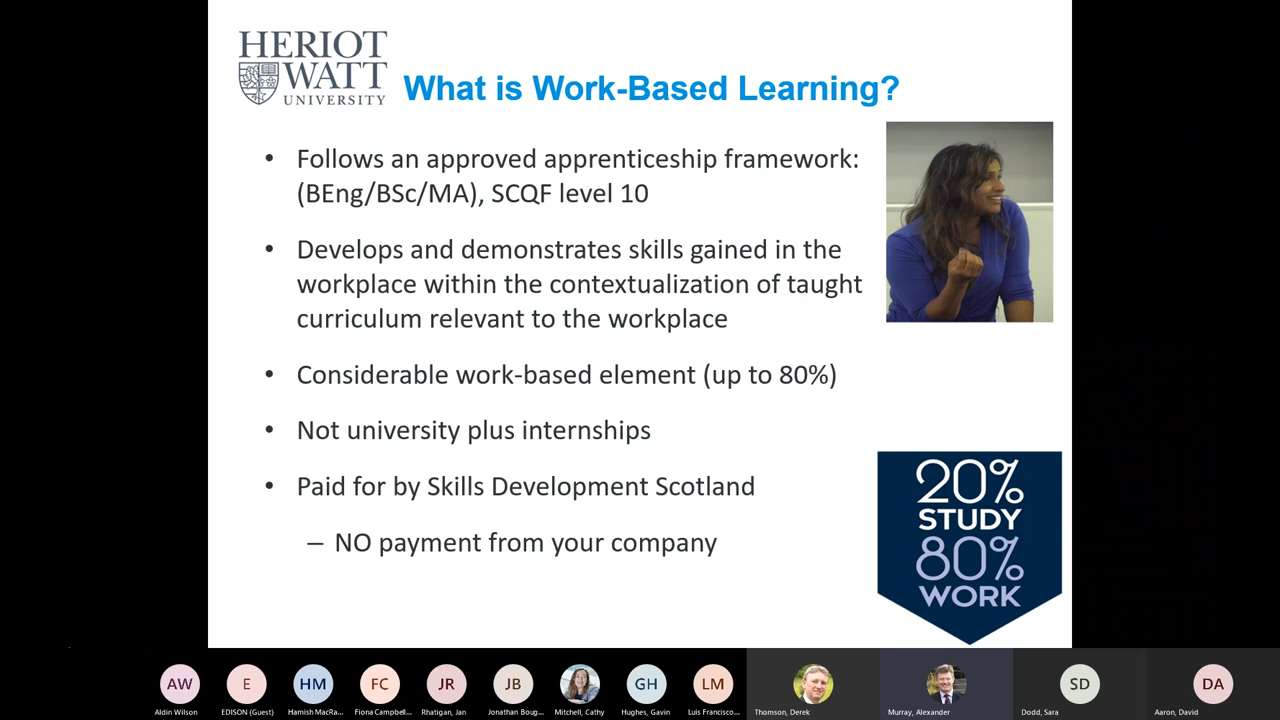 HERIOT
WATT
UNIVERSITY
What is Work-Based Learning?
• Follows an approved apprenticeship framework:
(BEng/BSc/MA), SCQF level 10
• Develops and demonstrates skills gained in the
workplace within the contextualization of taught
curriculum relevant to the workplace
• Considerable work-based element (up to 80%)
• Not university plus internships
• Paid for by Skills Development Scotland
– NO payment from your company
20%
STUDY
80%
WORK
AW
E
HM
FC
JR
JB
GH
LM
SD
DA
Aldin Wilson
EDISON (Guest)
Hamish MacRa...
Fiona Campbell...
Rhatigan, Jan
Jonathan Boug...
Mitchell, Cathy
Hughes, Gavin
Luis Francisco...
Thomson, Derek
Murray, Alexander
Dodd, Sara
Aaron, David